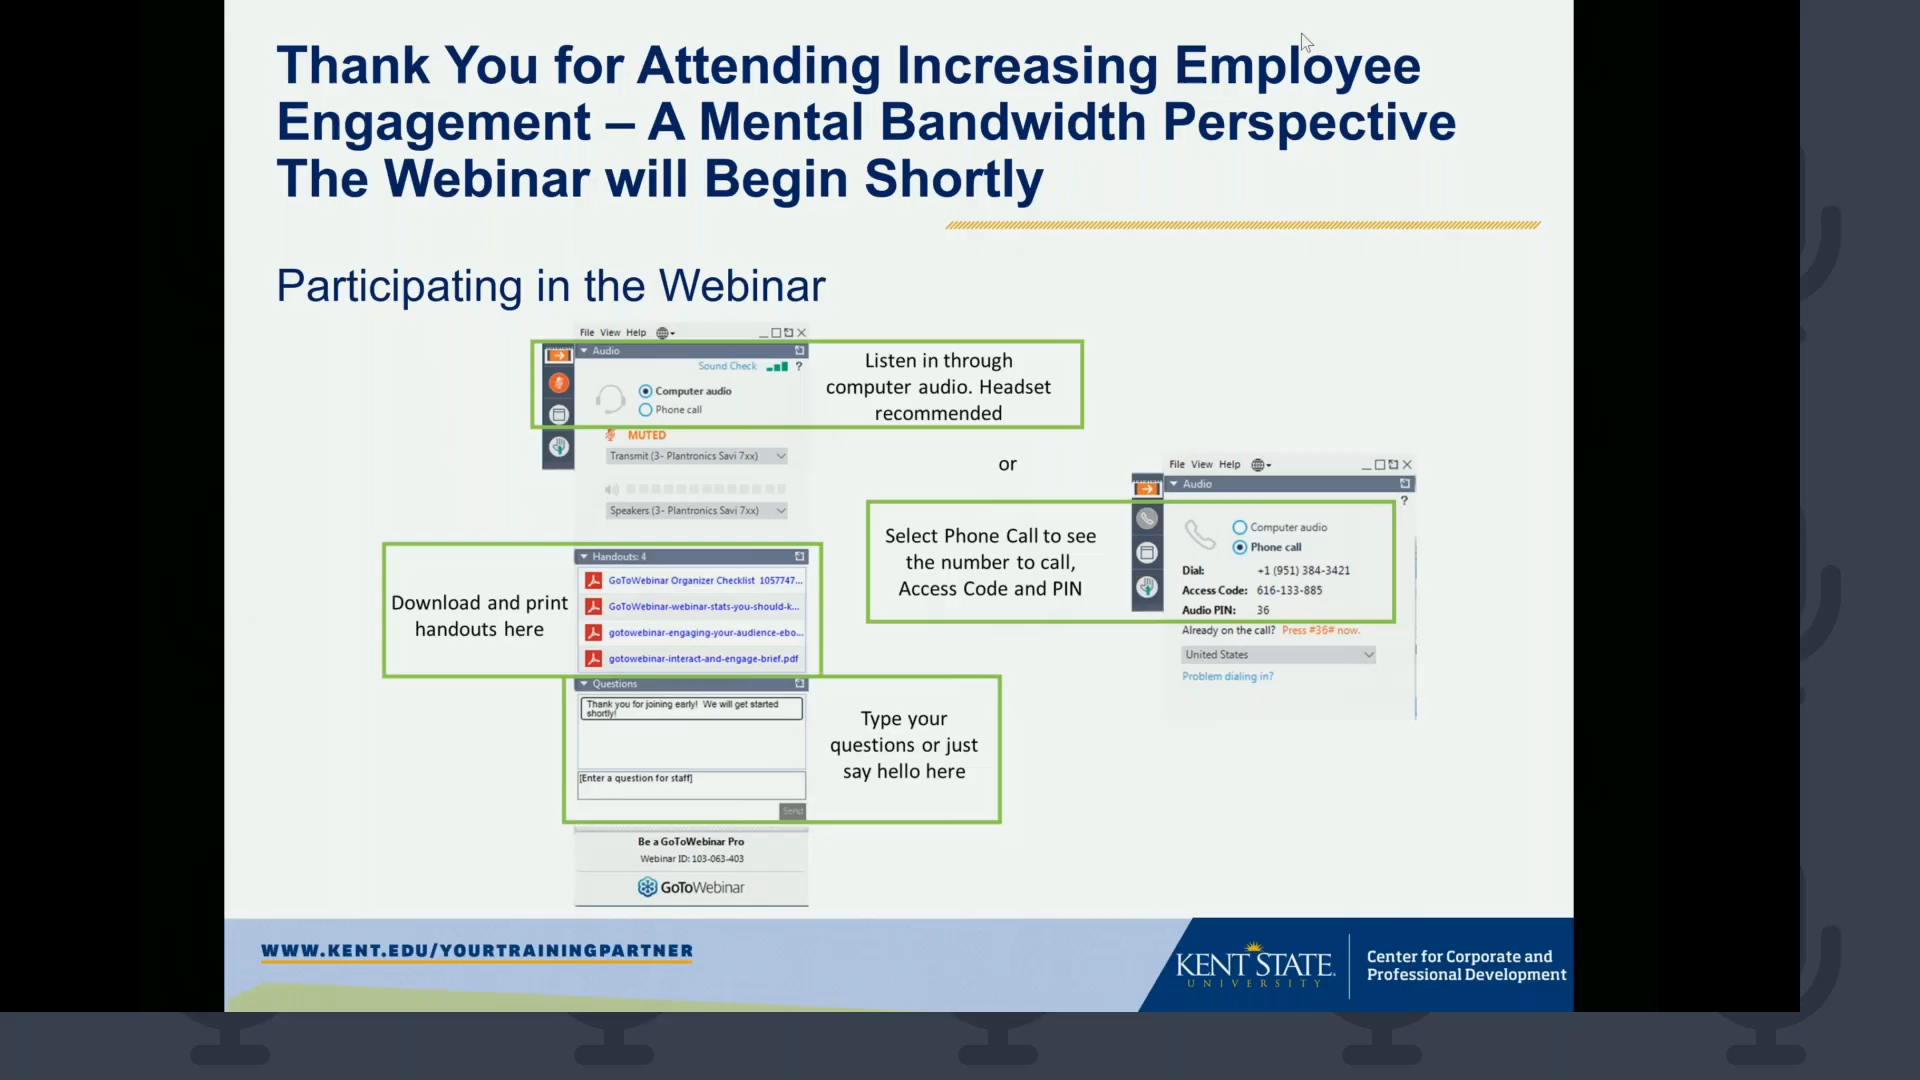 Thank You for Attending Increasing Employee
Engagement – A Mental Bandwidth Perspective
The Webinar will Begin Shortly
Participating in the Webinar
File View Help
Audio
Sound Check
?
Computer audio
Phone call
MUTED
Transmit (3- Plantronics Savi 7xx)
Speakers (3- Plantronics Savi 7xx)
Listen in through
computer audio. Headset
recommended
or
Select Phone Call to see
the number to call,
Access Code and PIN
File View Help
Audio
?
Computer audio
Phone call
Dial: +1 (951) 384-3421
Access Code: 616-133-885
Audio PIN: 36
Already on the call? Press #36# now.
United States
Problem dialing in?
Download and print
handouts here
Handouts: 4
GoToWebinar Organizer Checklist 1057747...
GoToWebinar-webinar-stats-you-should-k...
gotowebinar-engaging-your-audience-ebo...
gotowebinar-interact-and-engage-brief.pdf
Questions
Thank you for joining early! We will get started
shortly!
[Enter a question for staff]
Send
Type your
questions or just
say hello here
Be a GoToWebinar Pro
Webinar ID: 103-063-403
GoToWebinar
WWW.KENT.EDU/YOURTRAININGPARTNER
KENT STATE
UNIVERSITY
Center for Corporate and
Professional Development